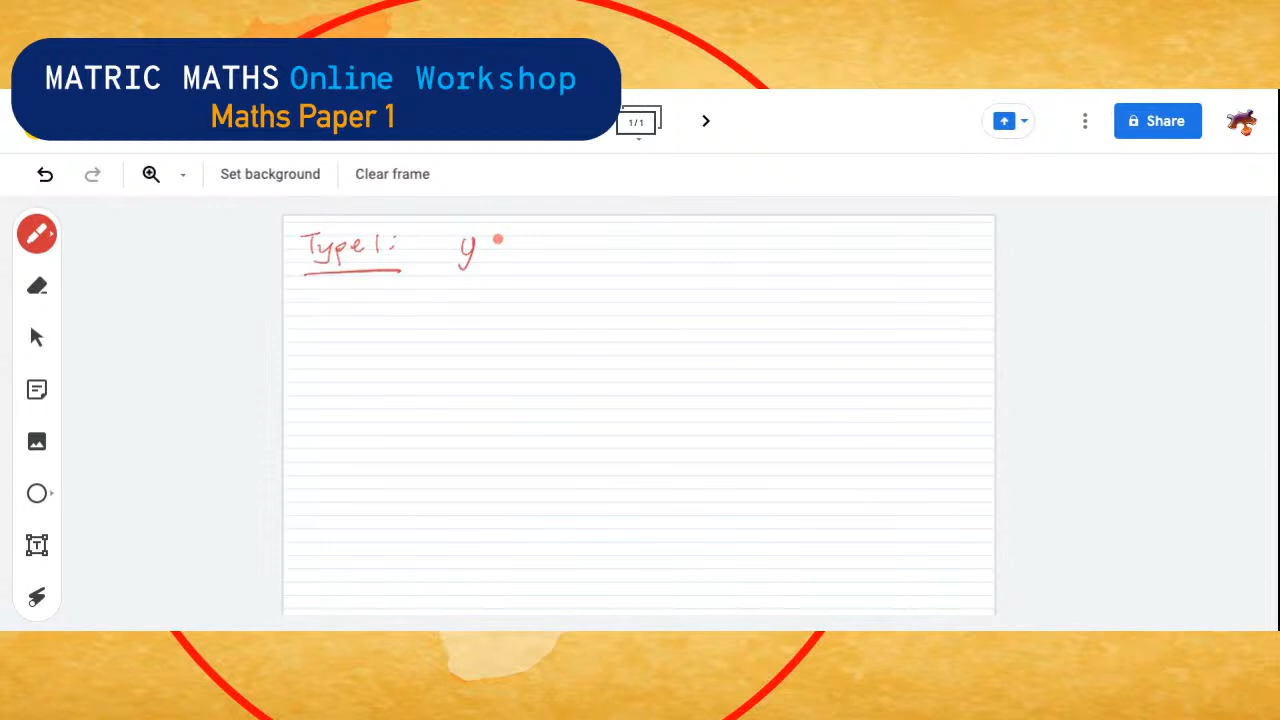 MATRIC MATHS Online Workshop
Maths Paper 1
1/1
Share
Set background
Clear frame
Type 1: y
T